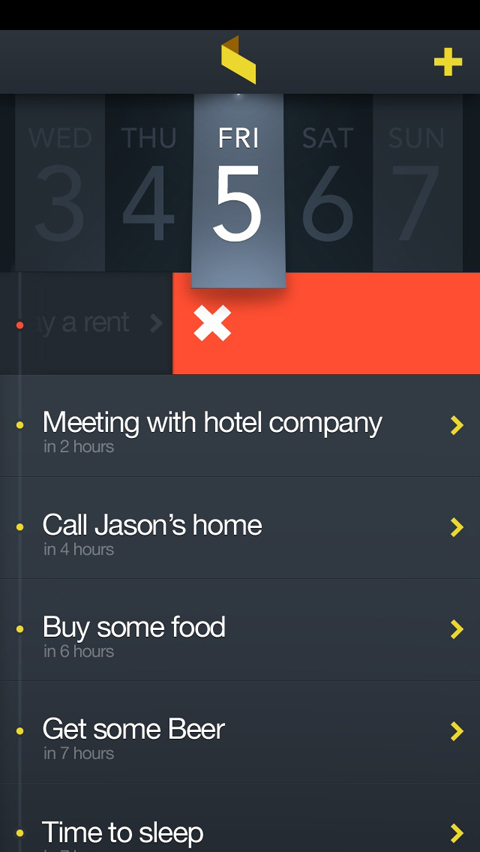 WED THU FRI SAT SUN
3 4 5 6 7
y a rent
Meeting with hotel company
in 2 hours
Call Jason's home
in 4 hours
Buy some food
in 6 hours
Get some Beer
in 7 hours
Time to sleep